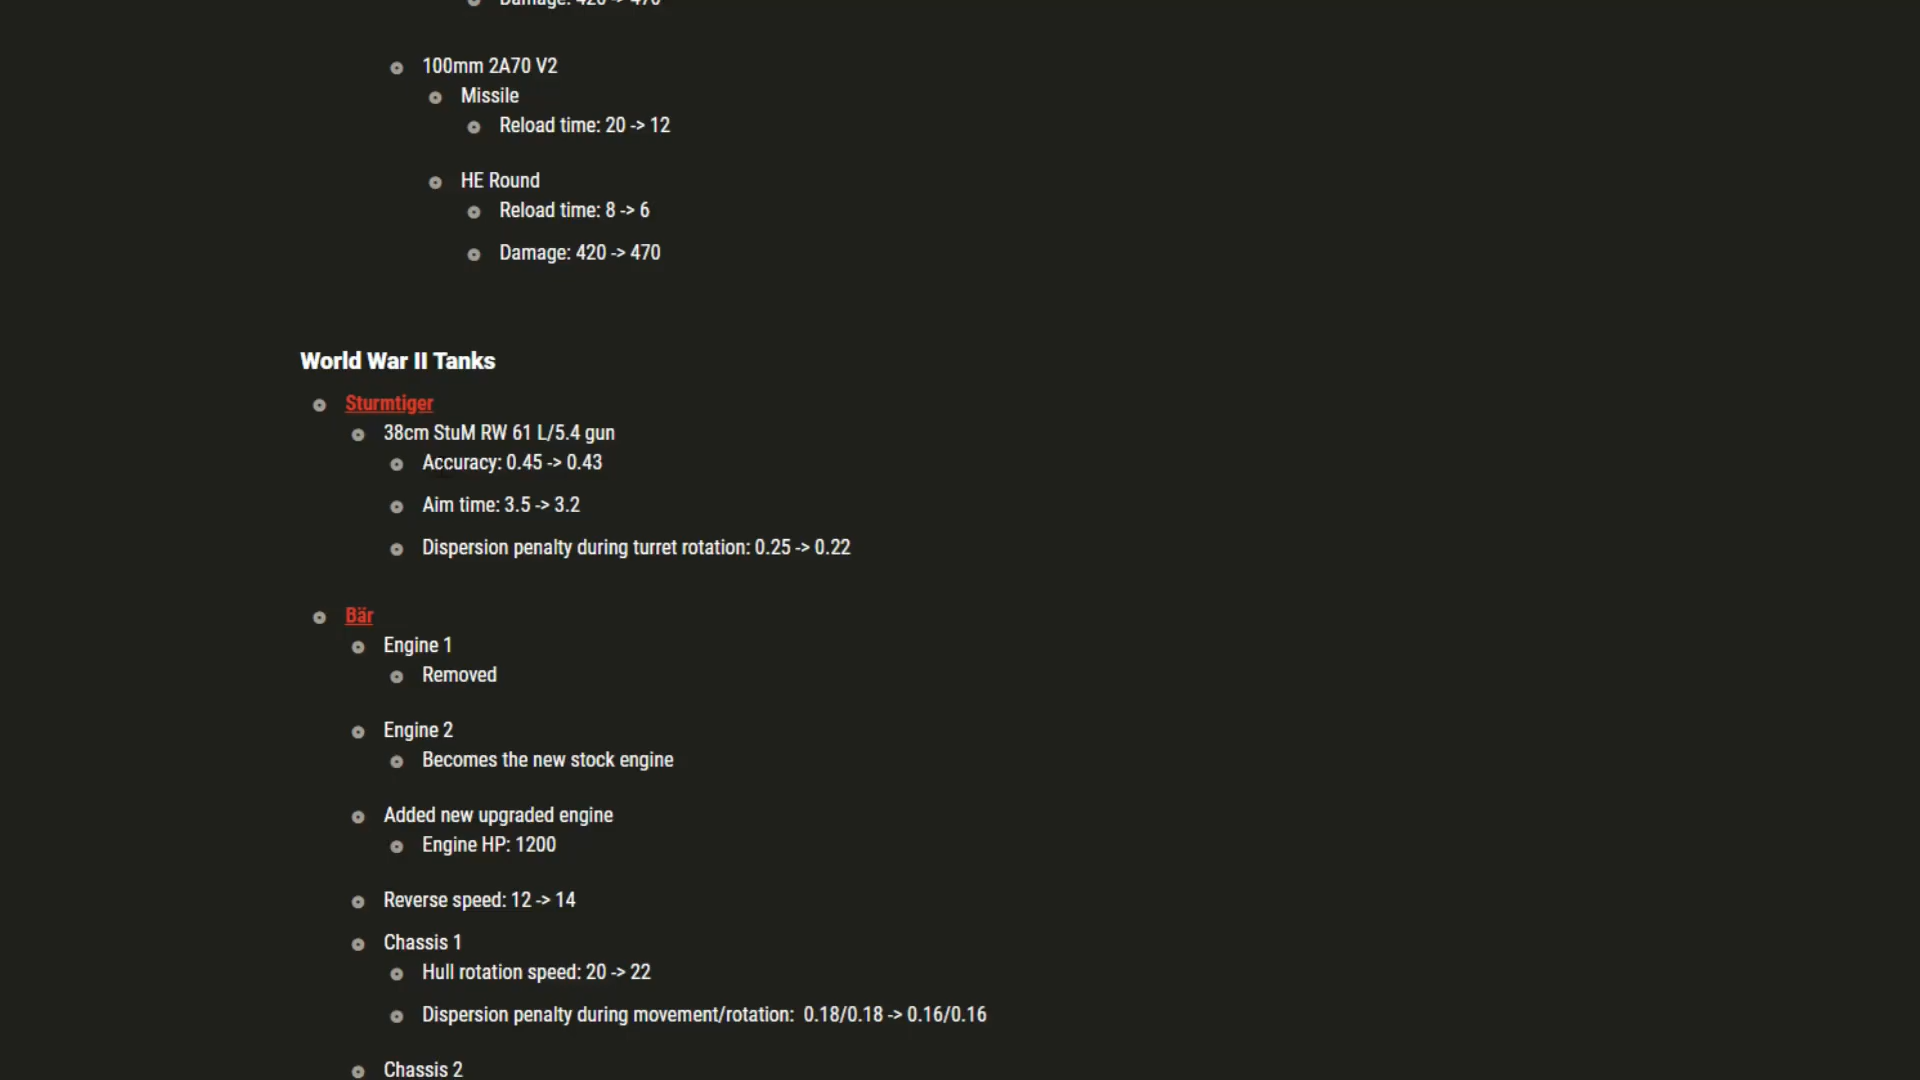 Damage: 420 -> 470
100mm 2A70 V2
Missile
Reload time: 20 -> 12
HE Round
Reload time: 8 -> 6
Damage: 420 -> 470
World War II Tanks
Sturmtiger
38cm StuM RW 61 L/5.4 gun
Accuracy: 0.45 -> 0.43
Aim time: 3.5 -> 3.2
Dispersion penalty during turret rotation: 0.25 -> 0.22
Bär
Engine 1
Removed
Engine 2
Becomes the new stock engine
Added new upgraded engine
Engine HP: 1200
Reverse speed: 12 -> 14
Chassis 1
Hull rotation speed: 20 -> 22
Dispersion penalty during movement/rotation:  0.18/0.18 -> 0.16/0.16
Chassis 2